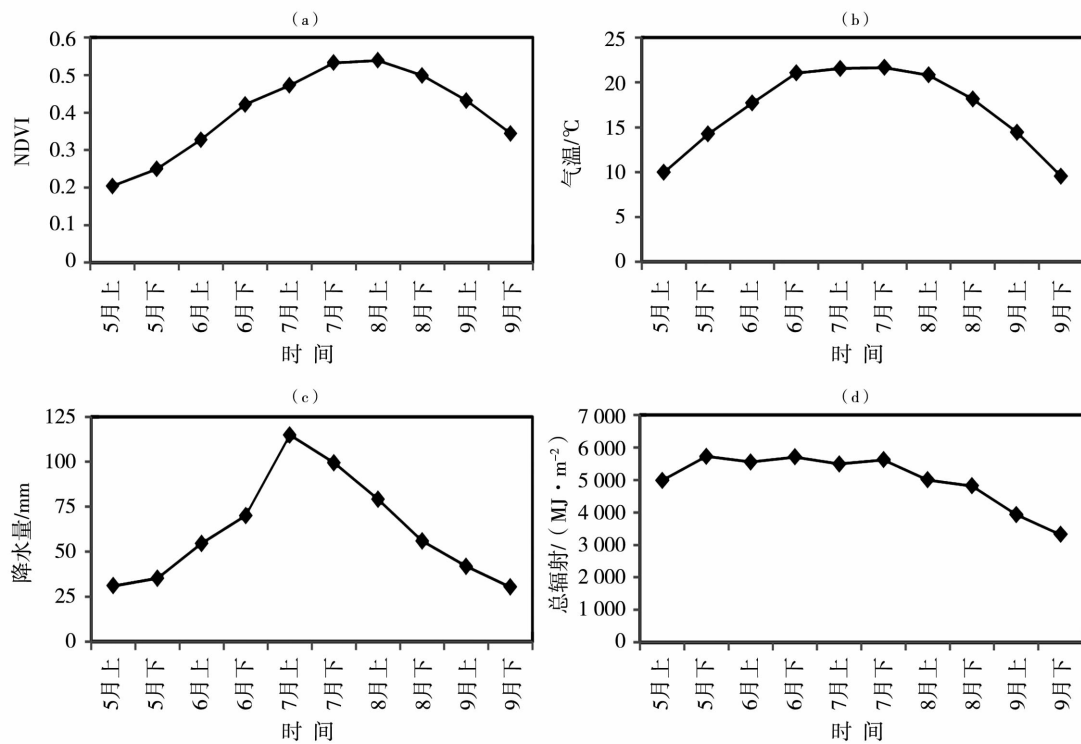 (a)
NDVI
0.6
0.5
0.4
0.3
0.2
0.1
0
5月上
5月下
6月上
6月下
7月上
7月下
8月上
8月下
9月上
9月下
时 间
(b)
气温/℃
25
20
15
10
5
0
5月上
5月下
6月上
6月下
7月上
7月下
8月上
8月下
9月上
9月下
时 间
(c)
降水量/mm
125
100
75
50
25
0
5月上
5月下
6月上
6月下
7月上
7月下
8月上
8月下
9月上
9月下
时 间
(d)
总辐射/(MJ·m⁻²)
7 000
6 000
5 000
4 000
3 000
2 000
1 000
0
5月上
5月下
6月上
6月下
7月上
7月下
8月上
8月下
9月上
9月下
时 间